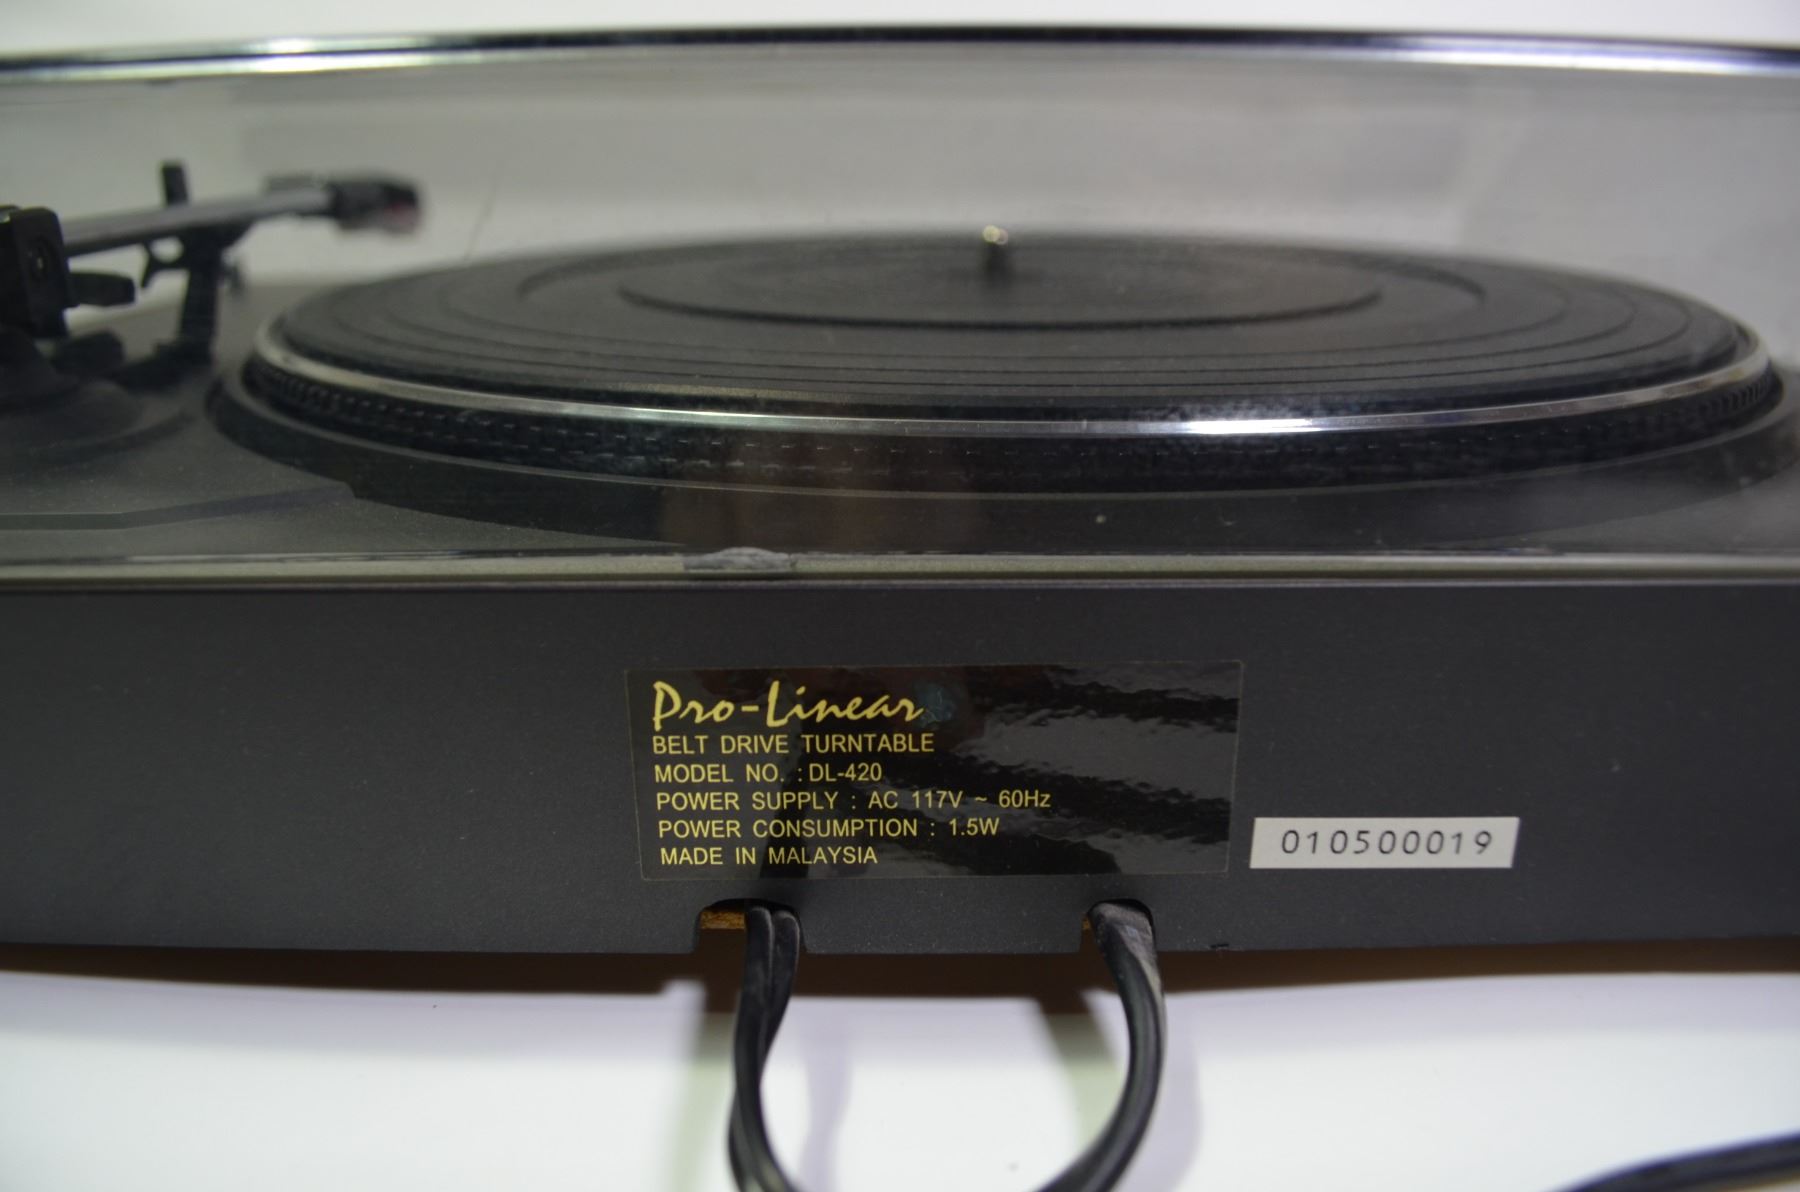 Pro-Linear
BELT DRIVE TURNTABLE
MODEL NO. : DL-420
POWER SUPPLY : AC 117V ~ 60Hz
POWER CONSUMPTION : 1.5W
MADE IN MALAYSIA
010500019